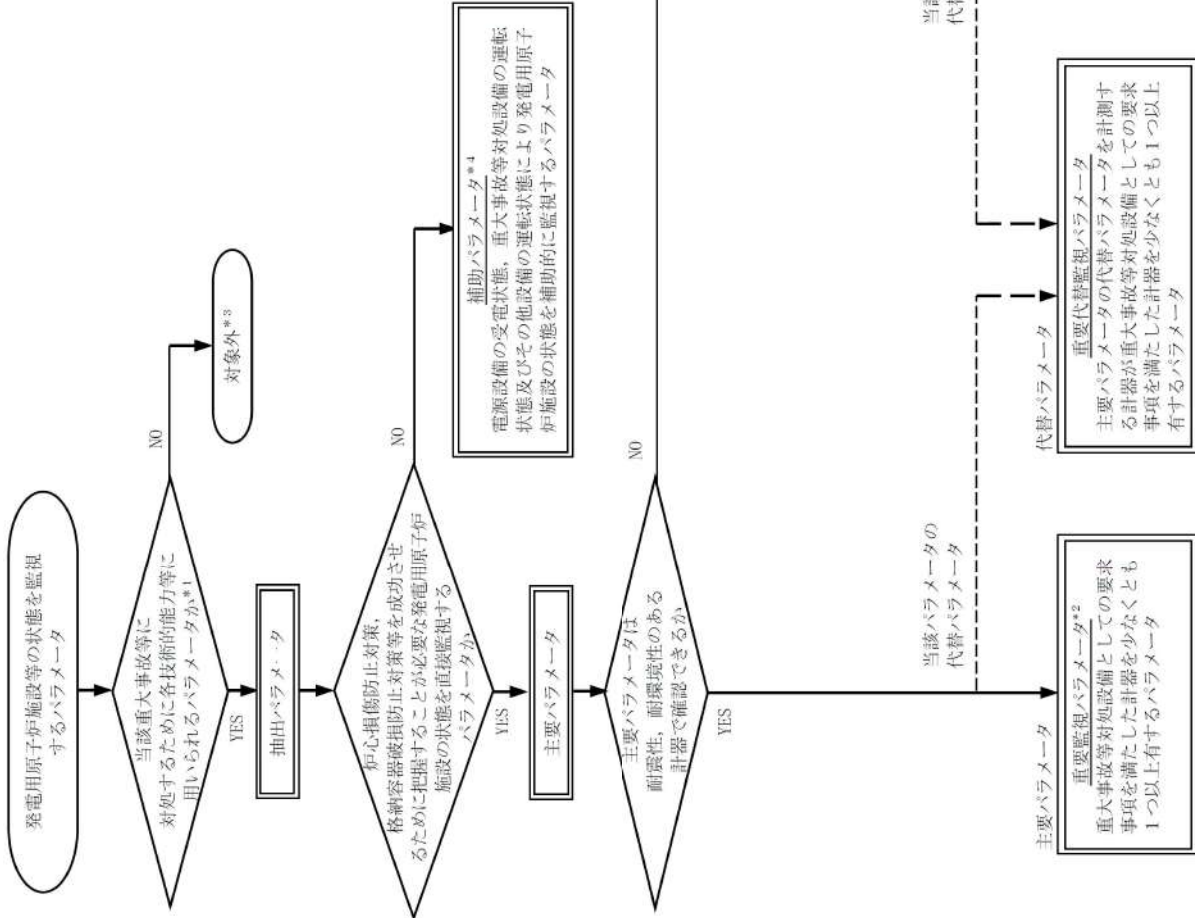 発電用原子炉施設等の状態を監視
するパラメータ
当該重大事故等に
対処するために各技術的能力等に
用いられるパラメータか*1
NO
対象外*3
YES
抽出パラメ
タ
炉心損傷防止対策,
格納容器破損防止対策等を成功させ
るために把握することが必要な発電用原子炉
施設の状態を直接監視する
パラメータか
NO
補助パラメータ*4
電源設備の受電状態, 重大事故等対処設備の運転
状態及びその他設備の運転状態により発電用原子
炉施設の状態を補助的に監視するパラメータ
YES
主要パラメータ
主要パラメータは
耐震性, 耐環境性のある
計器で確認できるか
NO
YES
当該パラメータの
代替パラメータ
当該
代替
主要パラメータ
重要監視パラメータ*2
重大事故等対処設備としての要求
事項を満たした計器を少なくとも
1つ以上有するパラメータ
代替パラメータ
重要代替監視パラメータ
主要パラメータの代替パラメータを計測す
る計器が重大事故等対処設備としての要求
事項を満たした計器を少なくとも1つ以上
有するパラメータ